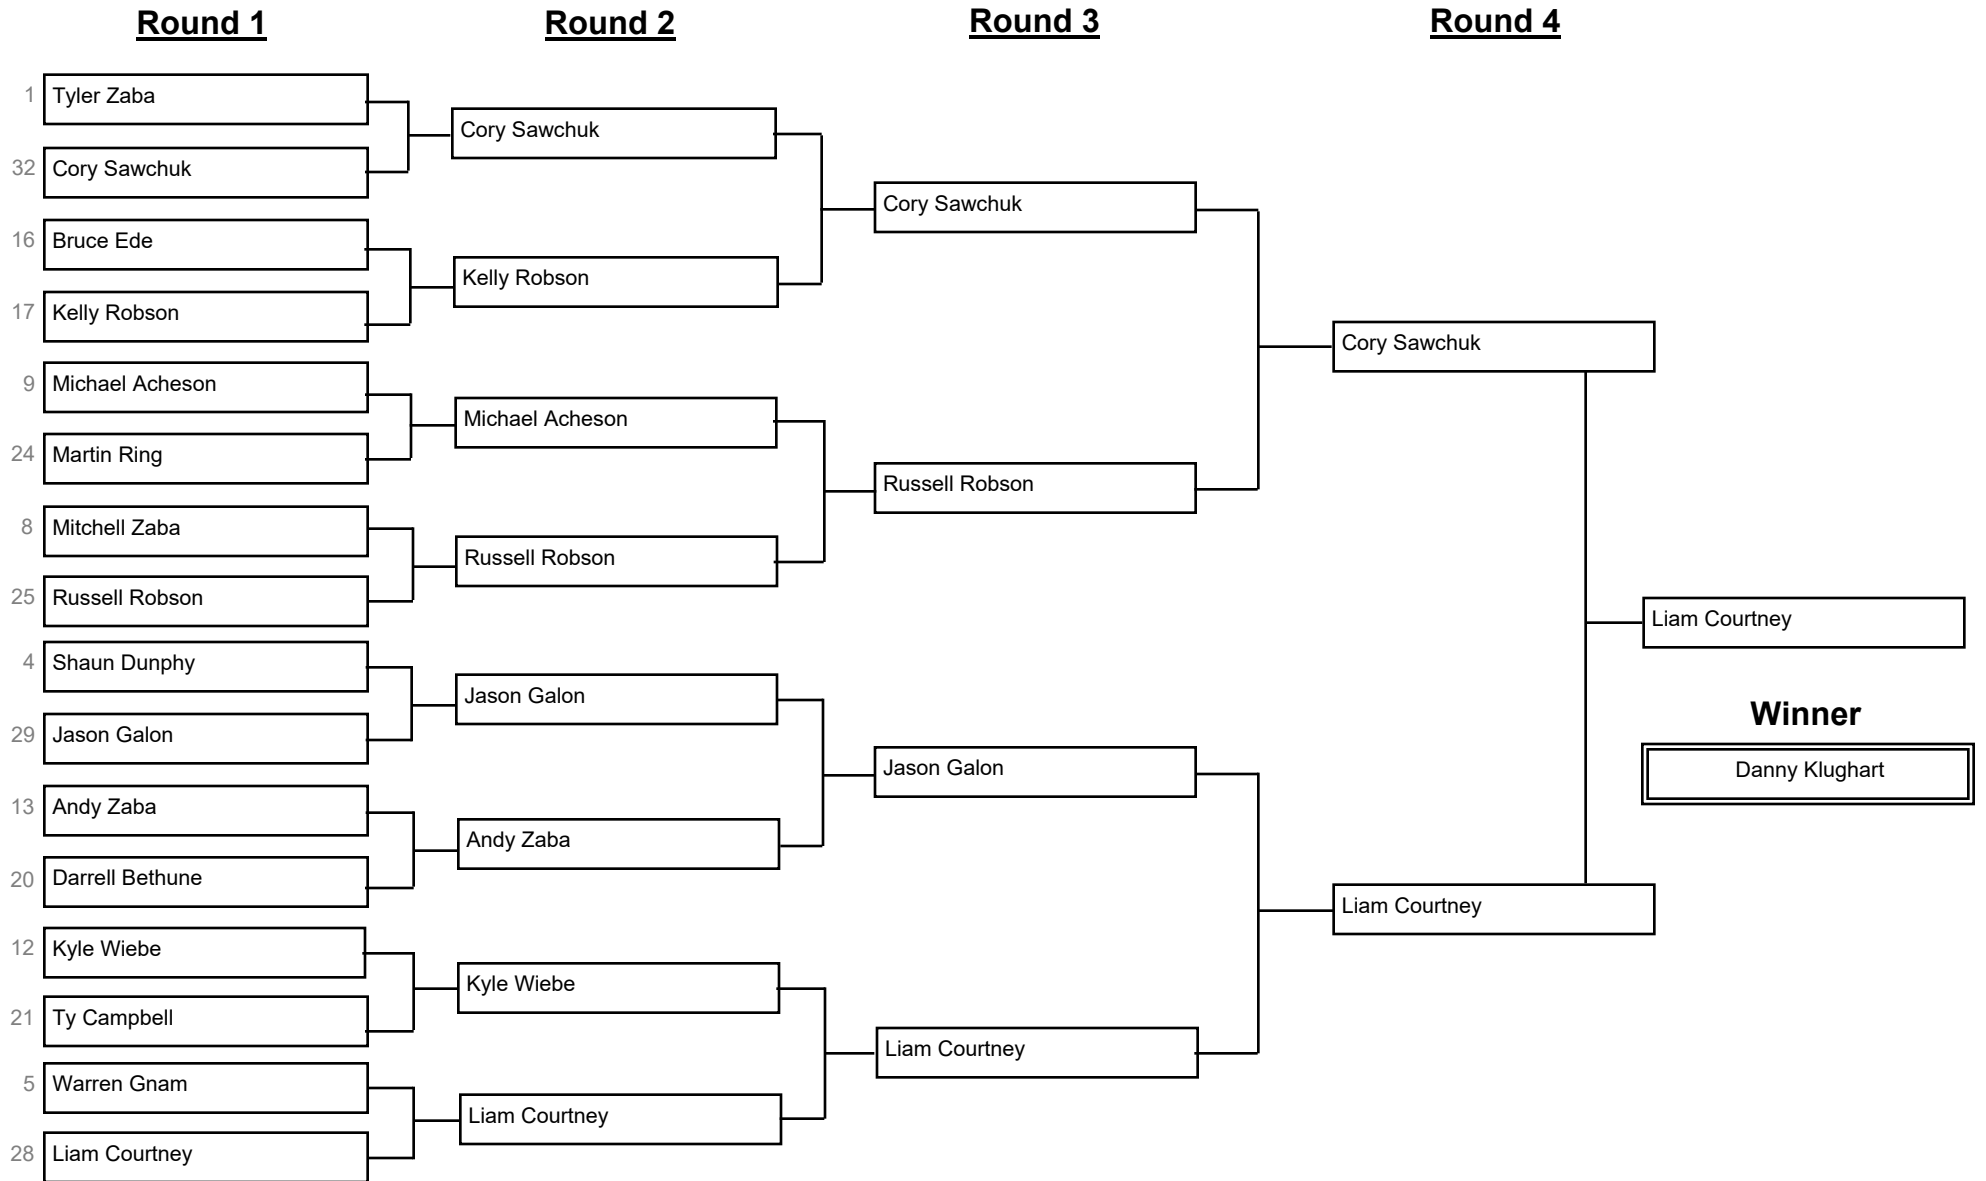 Round 1
Round 2
Round 3
Round 4
1 Tyler Zaba
32 Cory Sawchuk
16 Bruce Ede
17 Kelly Robson
9 Michael Acheson
24 Martin Ring
8 Mitchell Zaba
25 Russell Robson
4 Shaun Dunphy
29 Jason Galon
13 Andy Zaba
20 Darrell Bethune
12 Kyle Wiebe
21 Ty Campbell
5 Warren Gnam
28 Liam Courtney
Cory Sawchuk
Kelly Robson
Michael Acheson
Russell Robson
Jason Galon
Andy Zaba
Kyle Wiebe
Liam Courtney
Cory Sawchuk
Russell Robson
Jason Galon
Liam Courtney
Cory Sawchuk
Liam Courtney
Liam Courtney
Winner
Danny Klughart